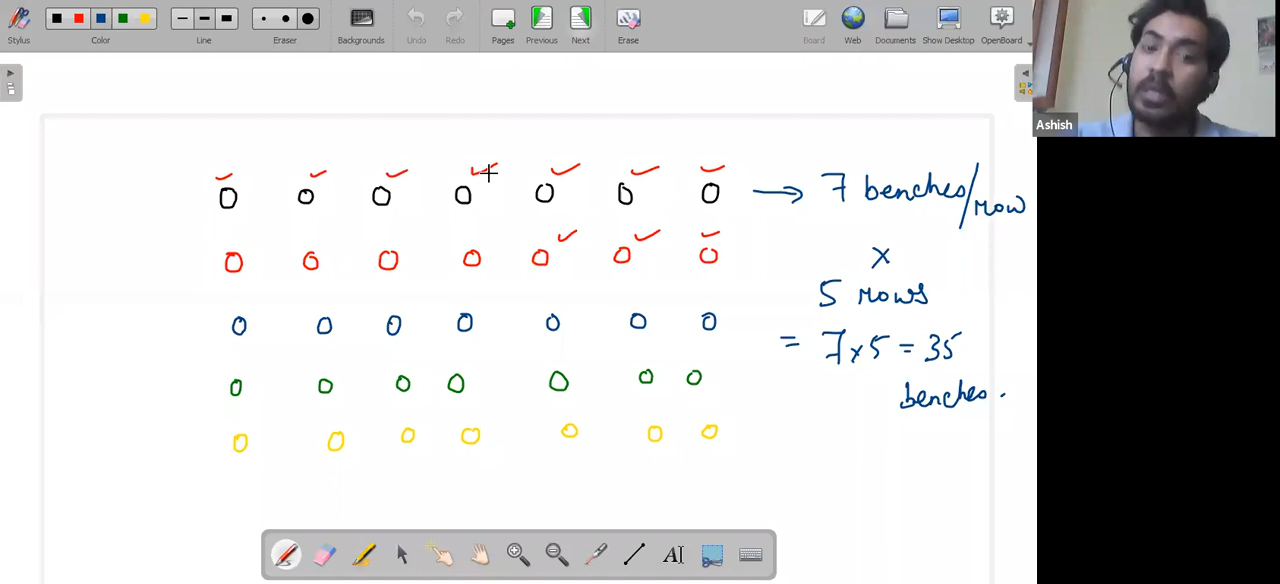 Stylus
Color
Line
Eraser
Backgrounds
Undo
Redo
Pages
Previous
Next
Erase
Board
Web
Documents
Show Desktop
OpenBoard
Ashish
→ 7 benches/row
x
5 rows
= 7x5 = 35
benches.